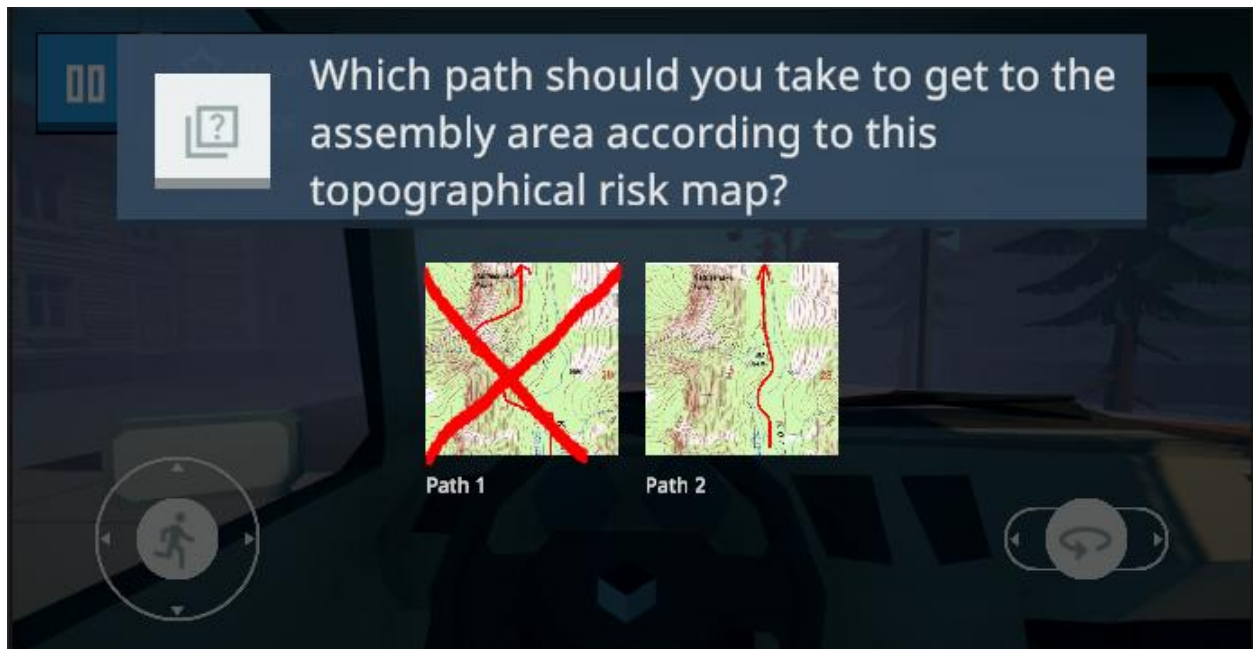 Which path should you take to get to the
assembly area according to this
topographical risk map?
Path 1
Path 2